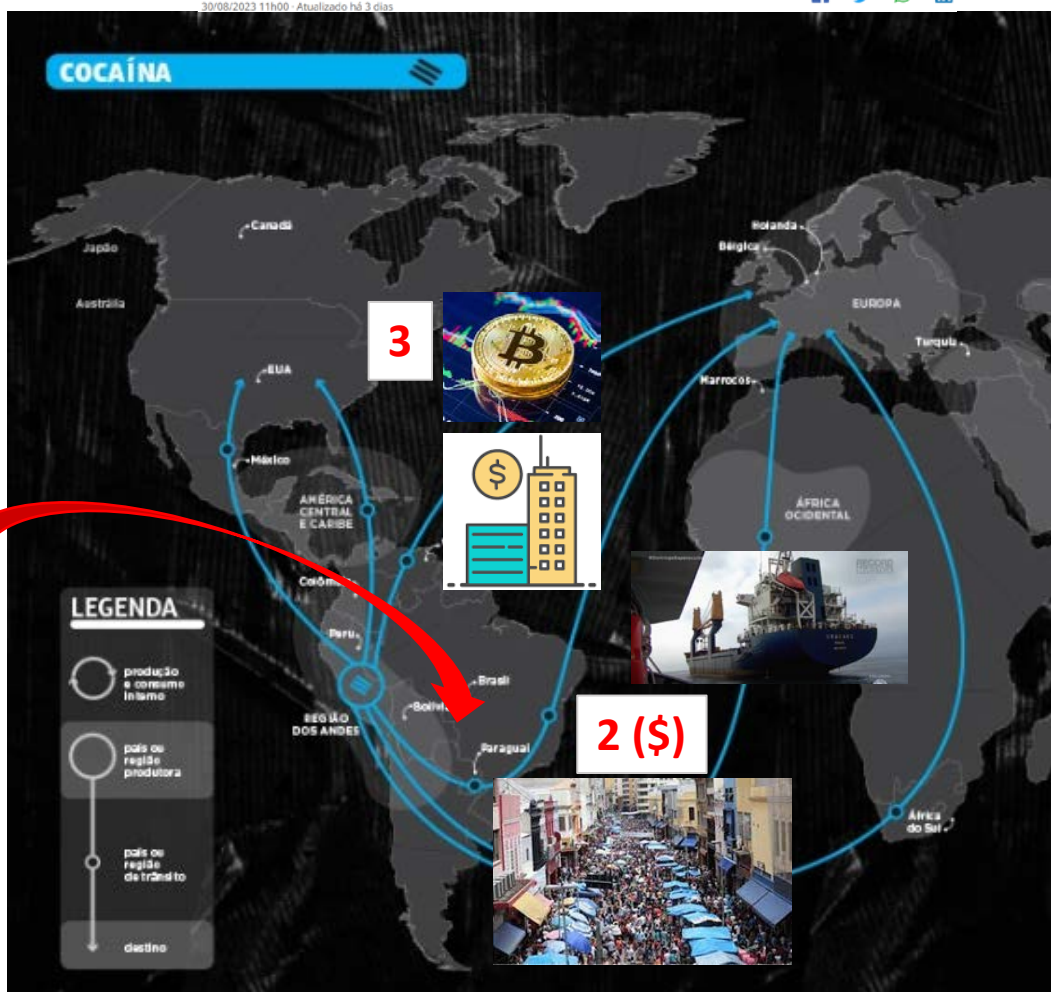 30/08/2023 11h00 · Atualizado há 3 dias
COCAÍNA
Canadá
Japão
Austrália
Holanda
Bélgica
EUROPA
Turquia
3
EUA
Marrocos
México
AMÉRICA
CENTRAL
E CARIBE
ÁFRICA
OCIDENTAL
$
RECORD
LEGENDA
Peru
produção
e consumo
interno
Brasil
REGIÃO
DOS ANDES
2 ($)
Paraguai
país ou
região
produtora
África
do Sul
país ou
região
de trânsito
destino